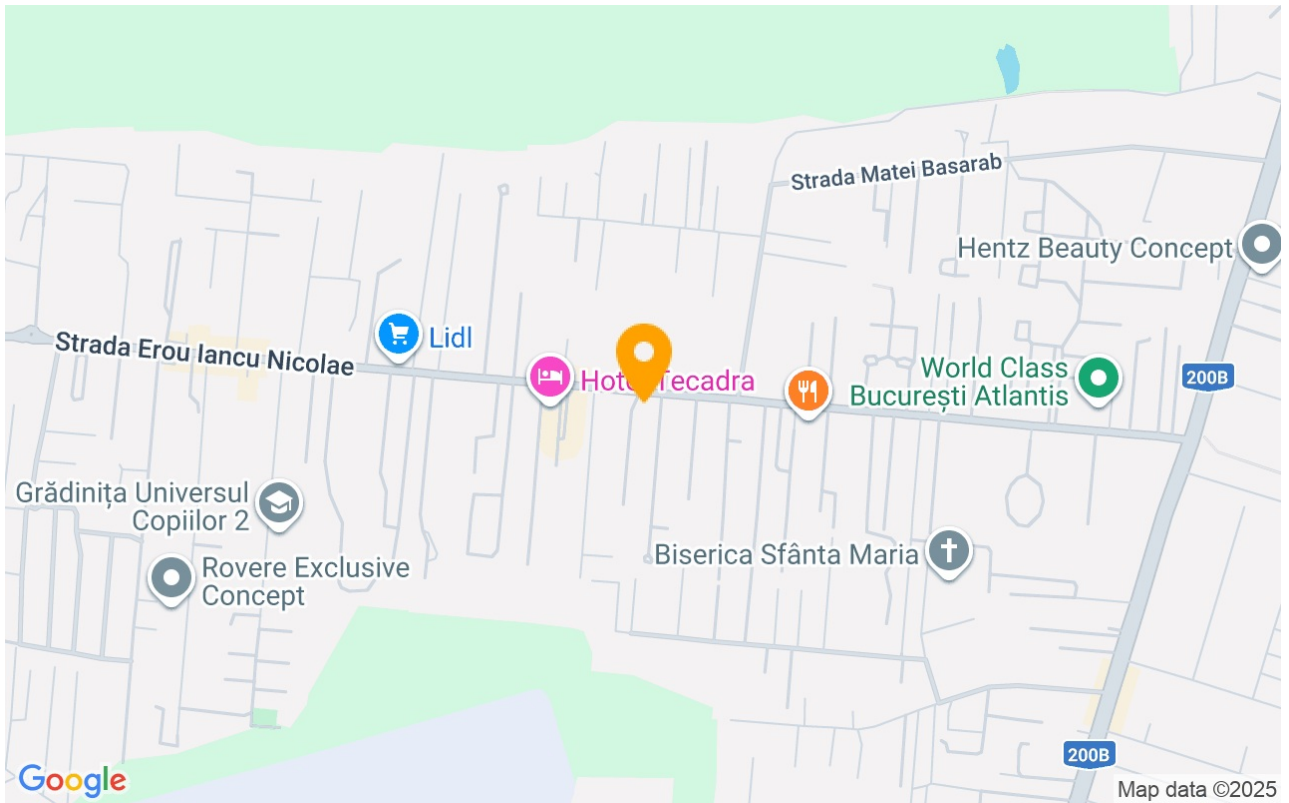 Strada Matei Basarab
Hentz Beauty Concept
Strada Erou Iancu Nicolae
Lidl
Hotel Tecadra
World Class
București Atlantis
200B
Grădinița Universul
Copiilor 2
Biserica Sfânta Maria
Rovere Exclusive
Concept
200B
Google
Map data ©2025